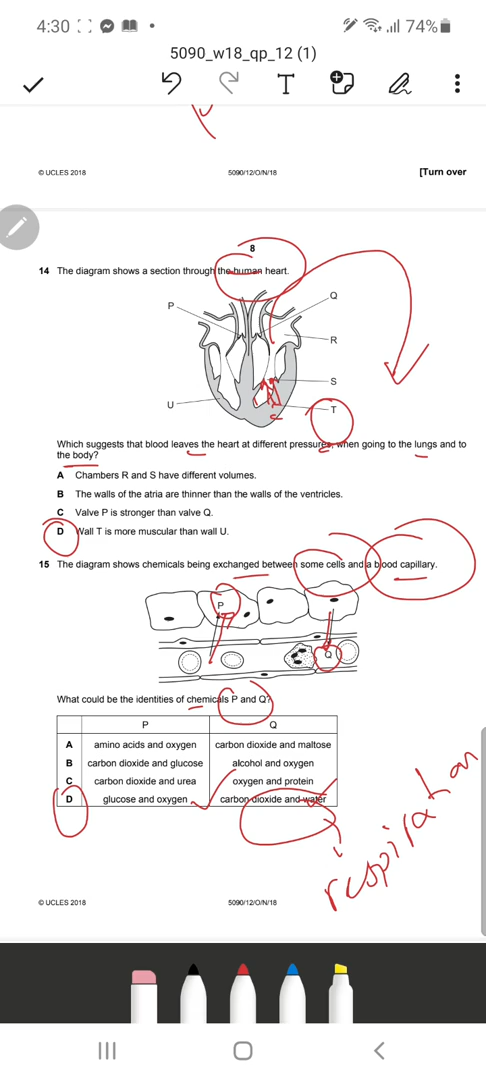 4:30 74%
5090_w18_qp_12 (1)
T
© UCLES 2018 5090/12/O/N/18 [Turn over
8
14 The diagram shows a section through the human heart.
P
Q
R
S
T
U
Which suggests that blood leaves the heart at different pressures, when going to the lungs and to
the body?
A Chambers R and S have different volumes.
B The walls of the atria are thinner than the walls of the ventricles.
C Valve P is stronger than valve Q.
D Wall T is more muscular than wall U.
15 The diagram shows chemicals being exchanged between some cells and a blood capillary.
P
Q
What could be the identities of chemicals P and Q?
P Q
A amino acids and oxygen carbon dioxide and maltose
B carbon dioxide and glucose alcohol and oxygen
C carbon dioxide and urea oxygen and protein
D glucose and oxygen carbon dioxide and water
respiration
© UCLES 2018 5090/12/O/N/18